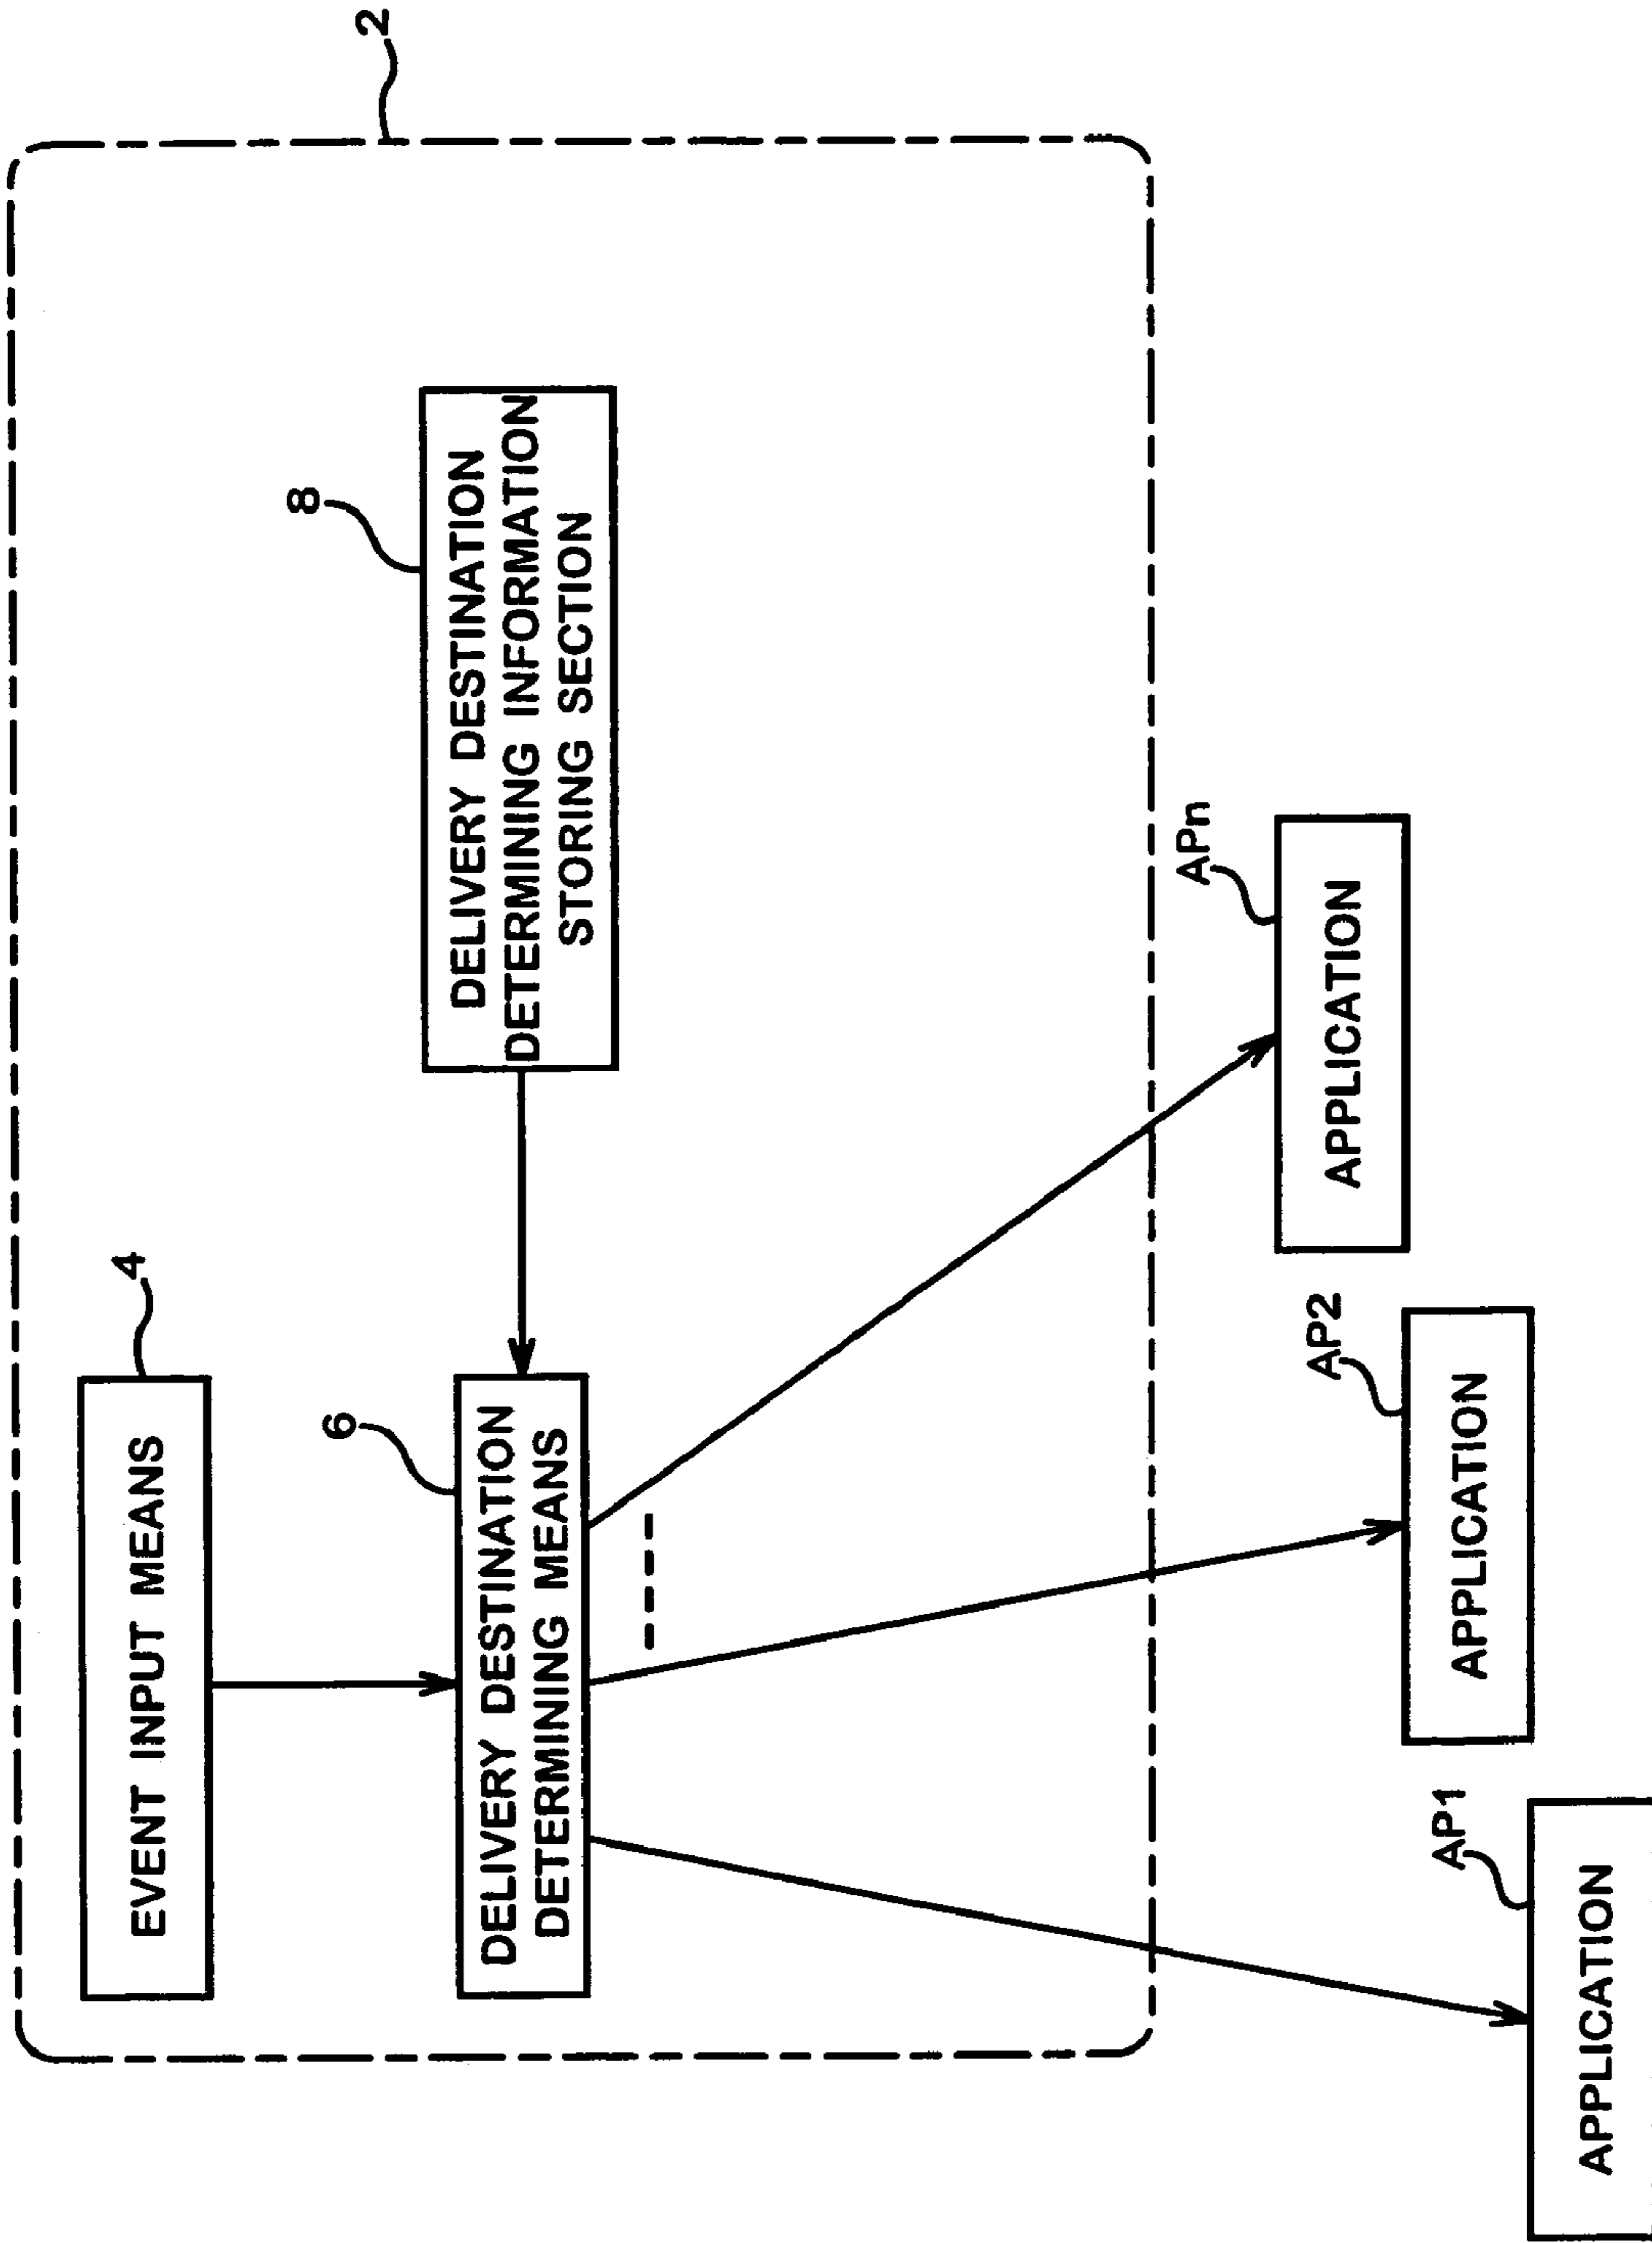 2
4
EVENT INPUT MEANS
6
DELIVERY DESTINATION
DETERMINING MEANS
8
DELIVERY DESTINATION
DETERMINING INFORMATION
STORING SECTION
AP1
APPLICATION
AP2
APPLICATION
APn
APPLICATION